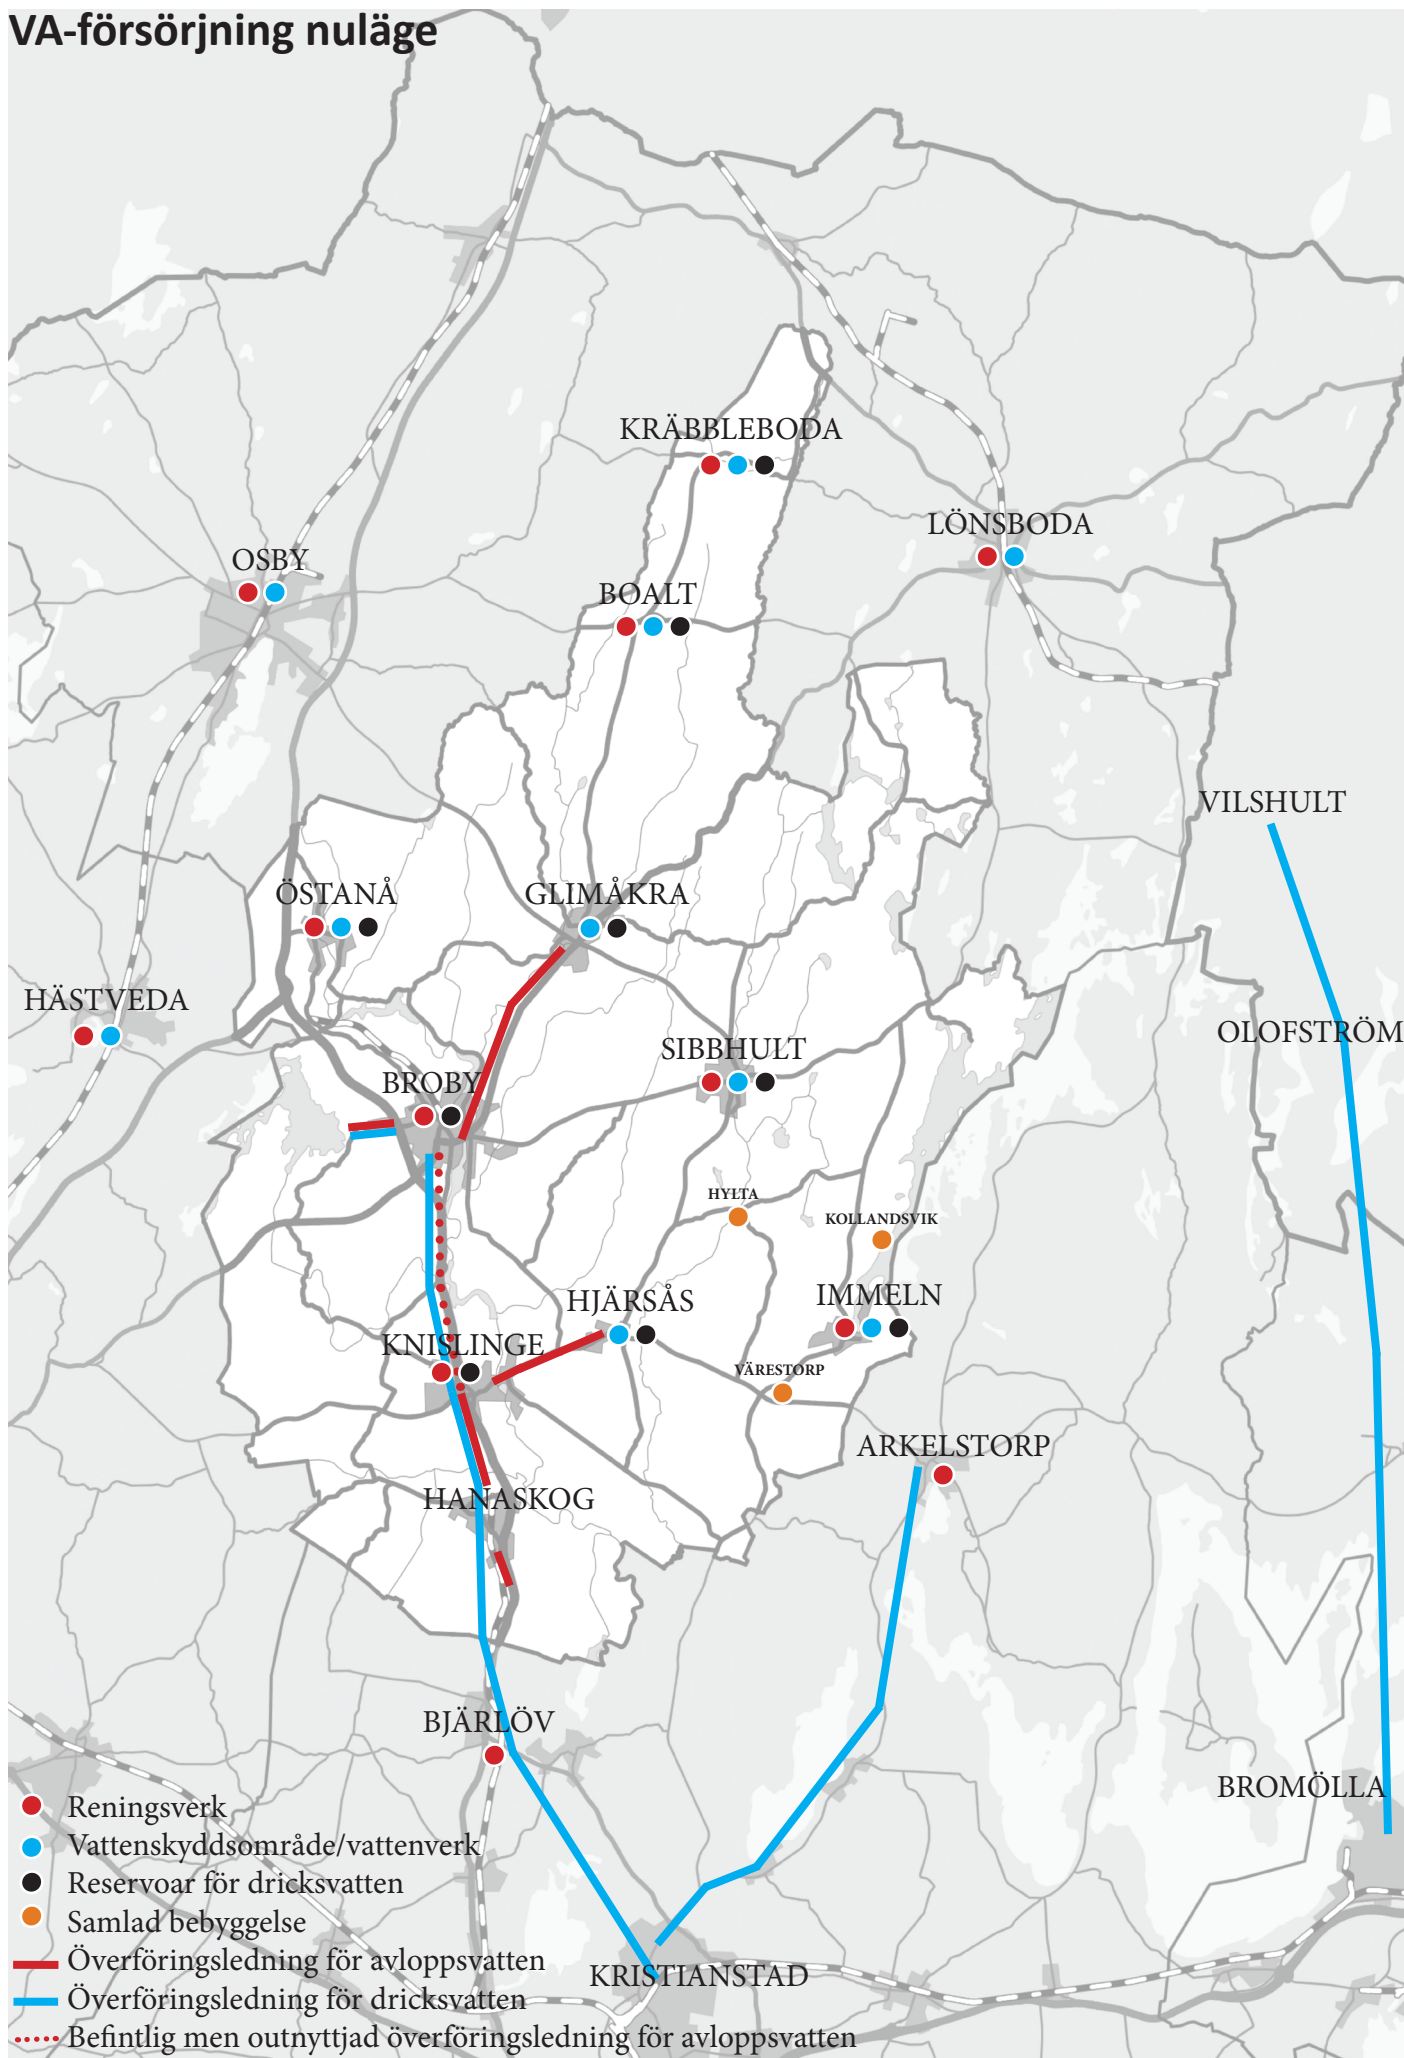 VA-försörjning nuläge
KRÄBBLEBODA
LÖNSBODA
OSBY
BOALT
VILSHULT
ÖSTANÅ
GLIMÅKRA
HÄSTVEDA
OLOFSTRÖM
SIBBHULT
BROBY
HYLTA
KOLLANDSVIK
IMMELN
HJÄRSÅS
KNISLINGE
VÄRESTORP
ARKELSTORP
HANASKOG
BJÄRLÖV
BROMÖLLA
KRISTIANSTAD
Reningsverk
Vattenskyddsområde/vattenverk
Reservoar för dricksvatten
Samlad bebyggelse
Överföringsledning för avloppsvatten
Överföringsledning för dricksvatten
Befintlig men outnyttjad överföringsledning för avloppsvatten